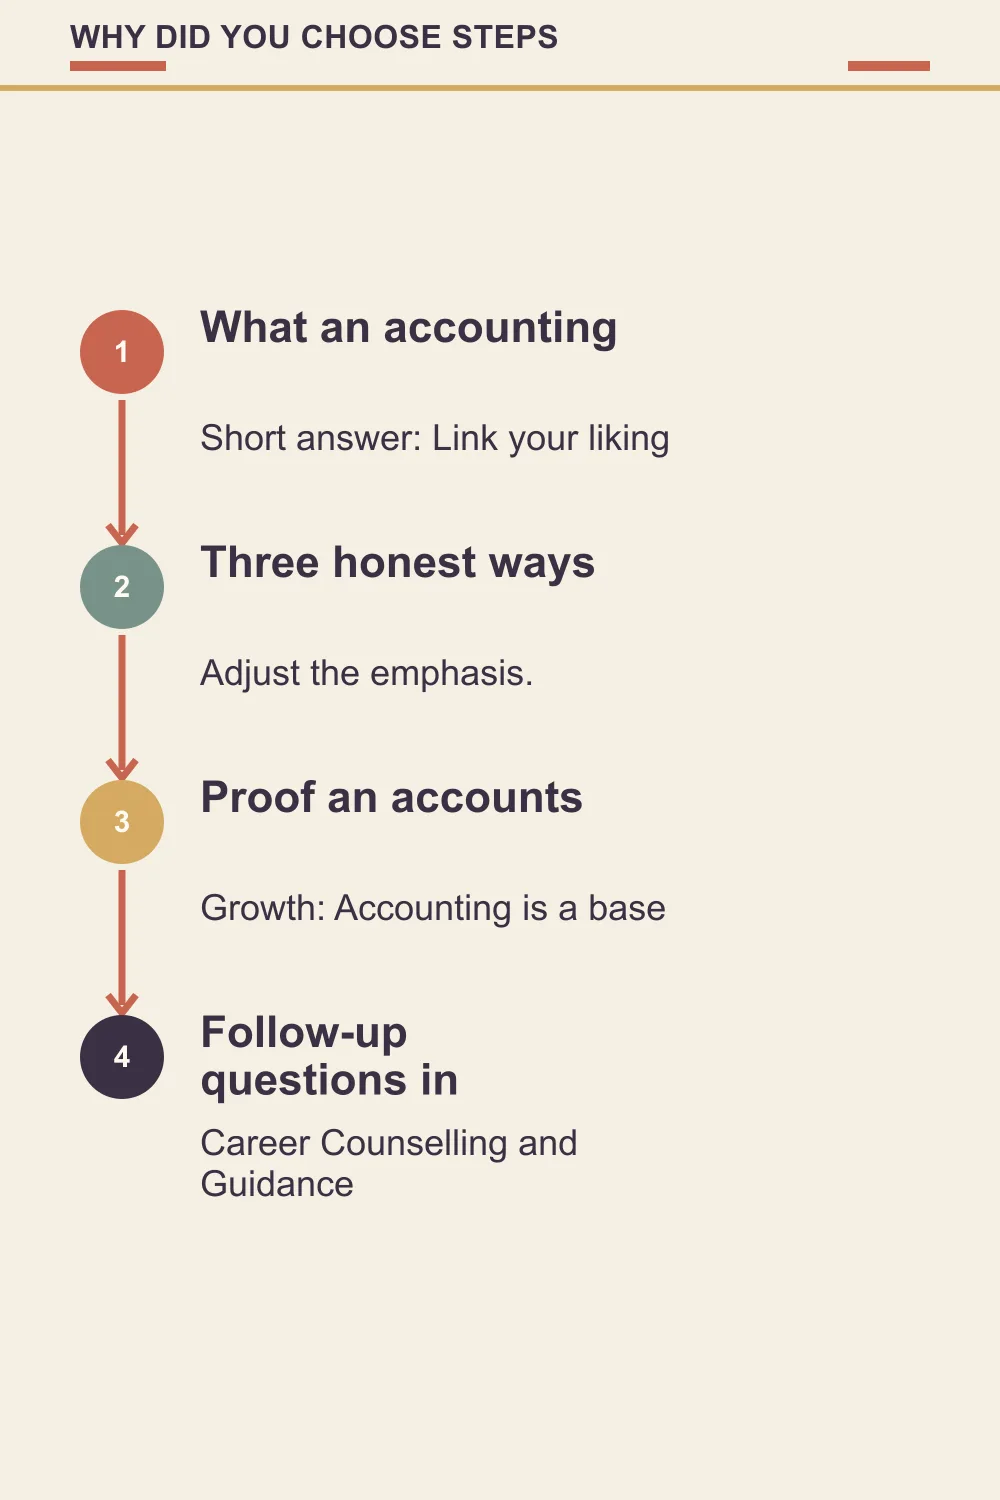 WHY DID YOU CHOOSE STEPS
1
What an accounting
Short answer: Link your liking
2
Three honest ways
Adjust the emphasis.
3
Proof an accounts
Growth: Accounting is a base
4
Follow-up
questions in
Career Counselling and
Guidance